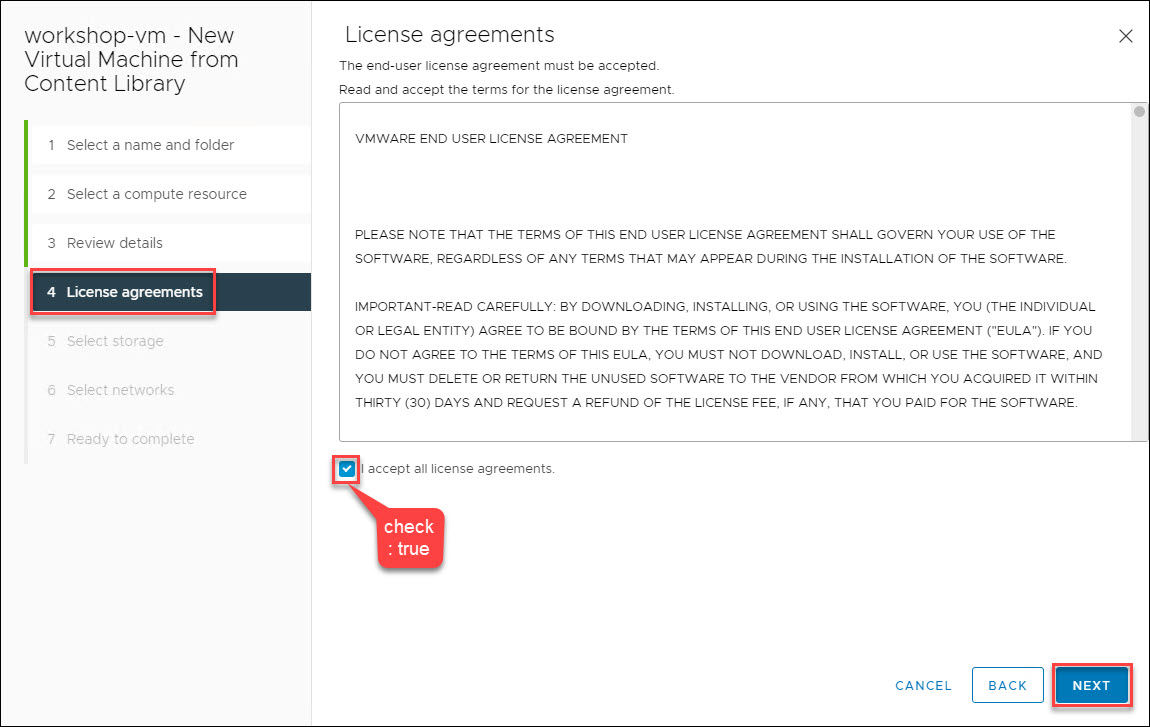 workshop-vm - New
Virtual Machine from
Content Library
1 Select a name and folder
2 Select a compute resource
3 Review details
4 License agreements
5 Select storage
6 Select networks
7 Ready to complete
License agreements
The end-user license agreement must be accepted.
Read and accept the terms for the license agreement.
VMWARE END USER LICENSE AGREEMENT
PLEASE NOTE THAT THE TERMS OF THIS END USER LICENSE AGREEMENT SHALL GOVERN YOUR USE OF THE
SOFTWARE, REGARDLESS OF ANY TERMS THAT MAY APPEAR DURING THE INSTALLATION OF THE SOFTWARE.
IMPORTANT-READ CAREFULLY: BY DOWNLOADING, INSTALLING, OR USING THE SOFTWARE, YOU (THE INDIVIDUAL
OR LEGAL ENTITY) AGREE TO BE BOUND BY THE TERMS OF THIS END USER LICENSE AGREEMENT ("EULA"). IF YOU
DO NOT AGREE TO THE TERMS OF THIS EULA, YOU MUST NOT DOWNLOAD, INSTALL, OR USE THE SOFTWARE, AND
YOU MUST DELETE OR RETURN THE UNUSED SOFTWARE TO THE VENDOR FROM WHICH YOU ACQUIRED IT WITHIN
THIRTY (30) DAYS AND REQUEST A REFUND OF THE LICENSE FEE, IF ANY, THAT YOU PAID FOR THE SOFTWARE.
I accept all license agreements.
check
: true
CANCEL BACK NEXT